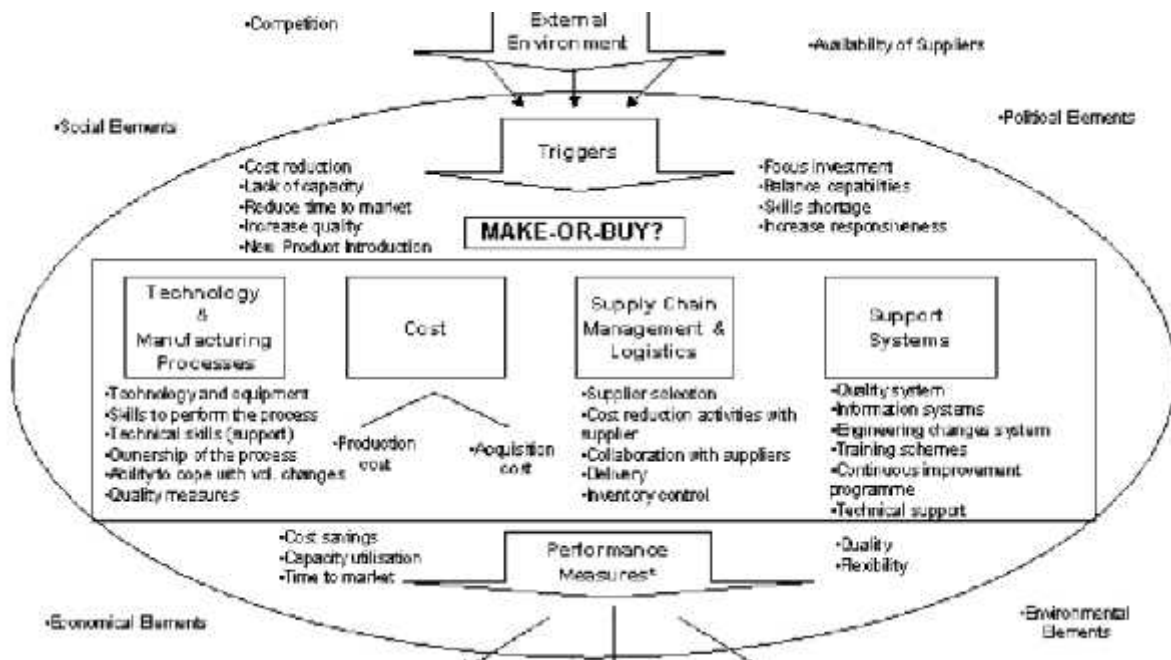 •Competition
External
Environment
•Availability of Suppliers
•Social Elements
•Political Elements
Triggers
•Cost reduction
•Lack of capacity
•Reduce time to market
•Increase quality
•New Product Introduction
•Focus investment
•Balance capabilities
•Skills shortage
•Increase responsiveness
MAKE-OR-BUY?
Technology
&
Manufacturing
Processes
•Technology and equipment
•Skills to perform the process
•Technical skills (support)
•Ownership of the process
•Ability to cope with vol. changes
•Quality measures
Cost
•Production
cost
•Acquisition
cost
Supply Chain
Management &
Logistics
•Supplier selection
•Cost reduction activities with
supplier
•Collaboration with suppliers
•Delivery
•Inventory control
Support
Systems
•Quality system
•Information systems
•Engineering changes system
•Training schemes
•Continuous improvement
programme
•Technical support
•Cost savings
•Capacity utilisation
•Time to market
Performance
Measures*
•Quality
•Flexibility
•Economical Elements
•Environmental
Elements